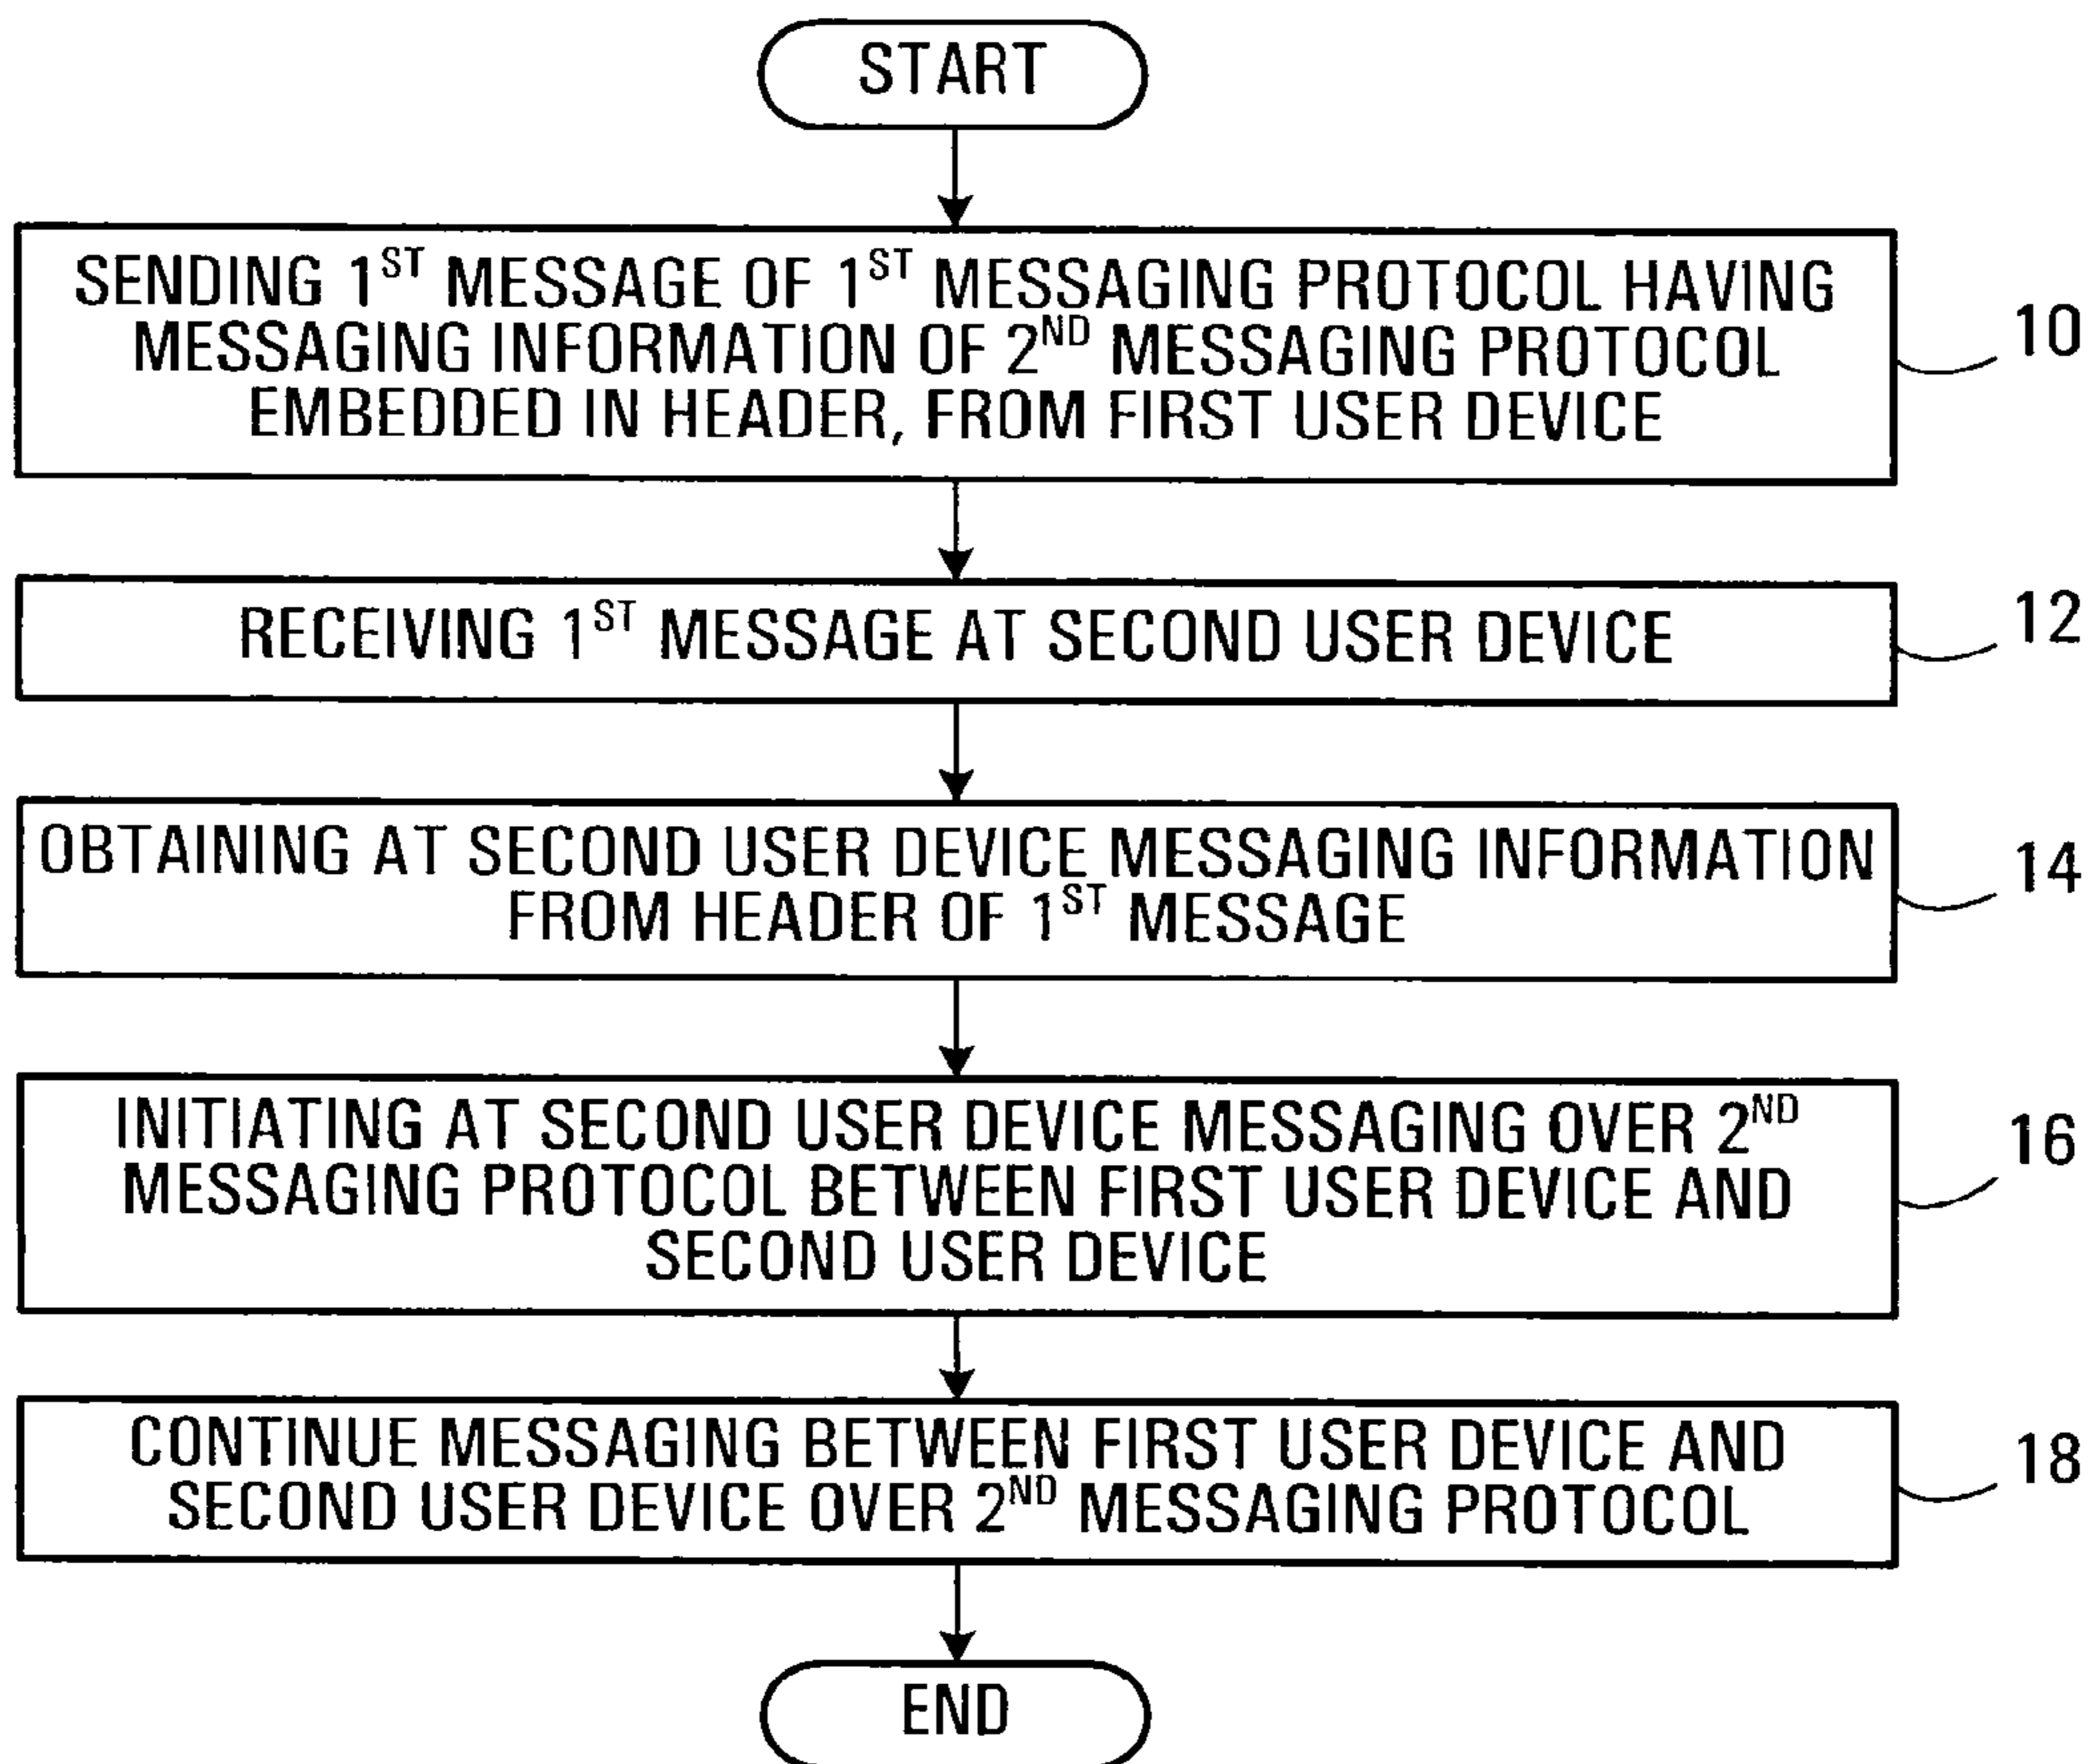 START
SENDING 1ST MESSAGE OF 1ST MESSAGING PROTOCOL HAVING
MESSAGING INFORMATION OF 2ND MESSAGING PROTOCOL
EMBEDDED IN HEADER, FROM FIRST USER DEVICE
10
RECEIVING 1ST MESSAGE AT SECOND USER DEVICE
12
OBTAINING AT SECOND USER DEVICE MESSAGING INFORMATION
FROM HEADER OF 1ST MESSAGE
14
INITIATING AT SECOND USER DEVICE MESSAGING OVER 2ND
MESSAGING PROTOCOL BETWEEN FIRST USER DEVICE AND
SECOND USER DEVICE
16
CONTINUE MESSAGING BETWEEN FIRST USER DEVICE AND
SECOND USER DEVICE OVER 2ND MESSAGING PROTOCOL
18
END